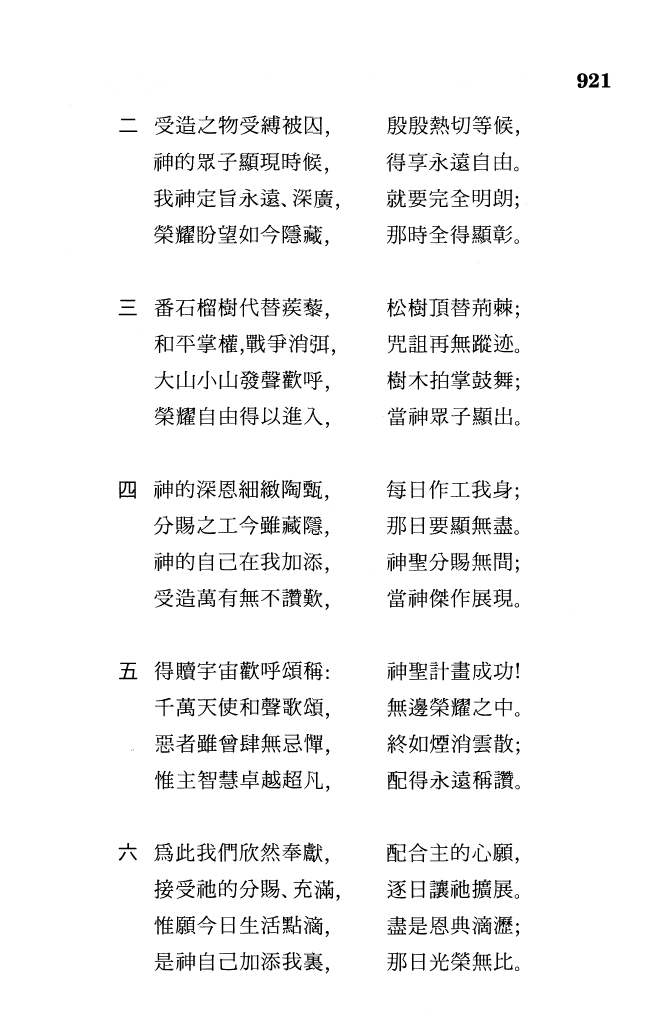 921
二 受造之物受縛被囚, 殷殷熱切等候,
神的眾子顯現時候, 得享永遠自由。
我神定旨永遠、深廣, 就要完全明朗;
榮耀盼望如今隱藏, 那時全得顯彰。
三 番石榴樹代替蒺藜, 松樹頂替荊棘;
和平掌權,戰爭消弭, 咒詛再無蹤迹。
大山小山發聲歡呼, 樹木拍掌鼓舞;
榮耀自由得以進入, 當神眾子顯出。
四 神的深恩細緻陶甄, 每日作工我身;
分賜之工今雖藏隱, 那日要顯無盡。
神的自己在我加添, 神聖分賜無間;
受造萬有無不讚歎, 當神傑作展現。
五 得贖宇宙歡呼頌稱: 神聖計畫成功!
千萬天使和聲歌頌, 無邊榮耀之中。
惡者雖曾肆無忌憚, 終如煙消雲散;
惟主智慧卓越超凡, 配得永遠稱讚。
六 爲此我們欣然奉獻, 配合主的心願,
接受祂的分賜、充滿, 逐日讓祂擴展。
惟願今日生活點滴, 盡是恩典滴瀝;
是神自己加添我裏, 那日光榮無比。